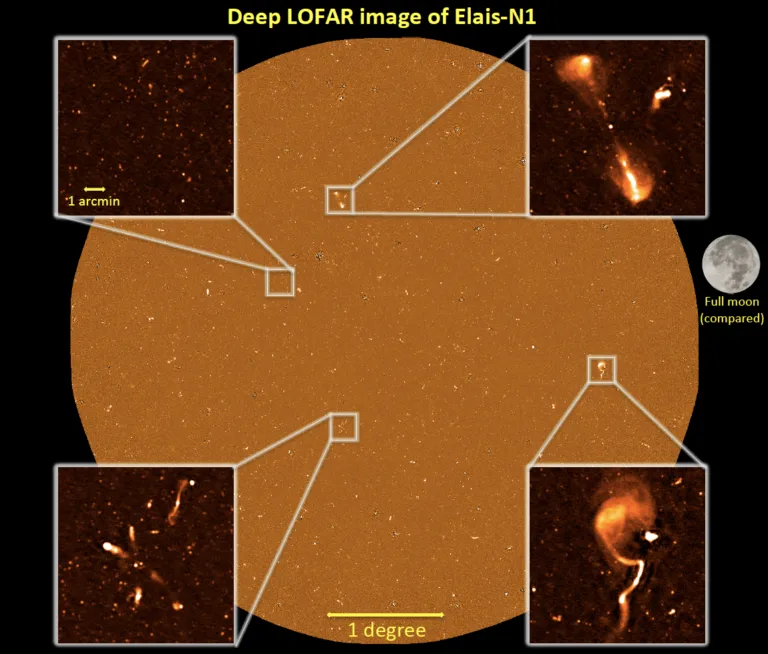 Deep LOFAR image of Elais-N1
1 arcmin
Full moon
(compared)
1 degree